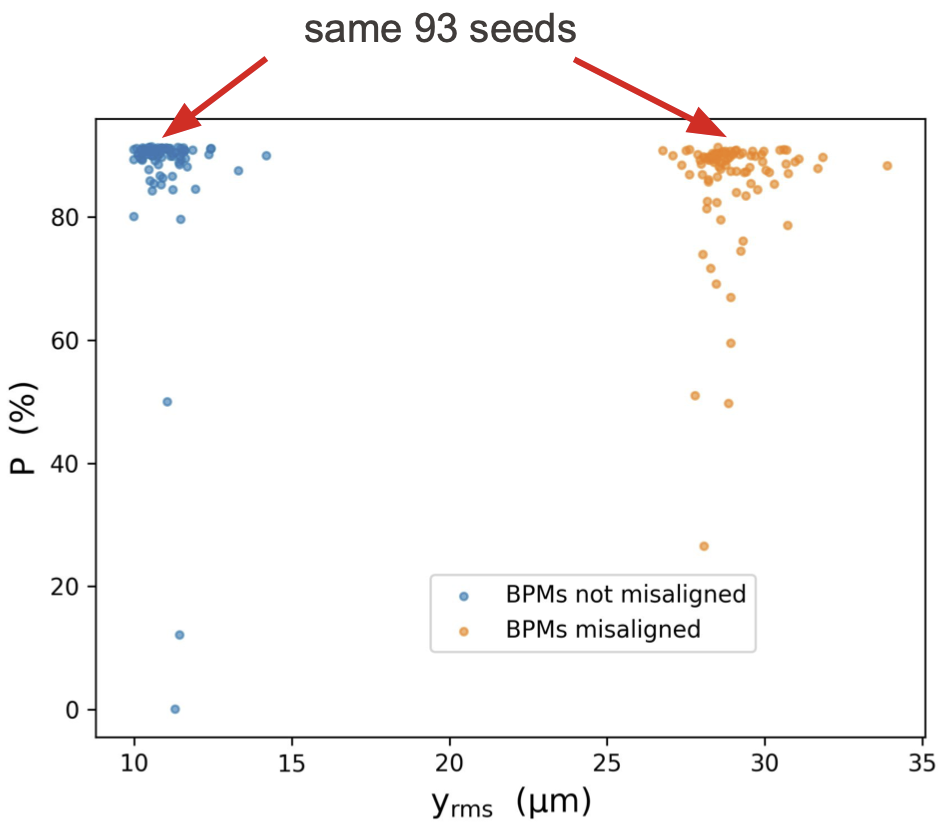 same 93 seeds
80
60
40
20
0
P (%)
BPMs not misaligned
BPMs misaligned
10 15 20 25 30 35
yrms (μm)